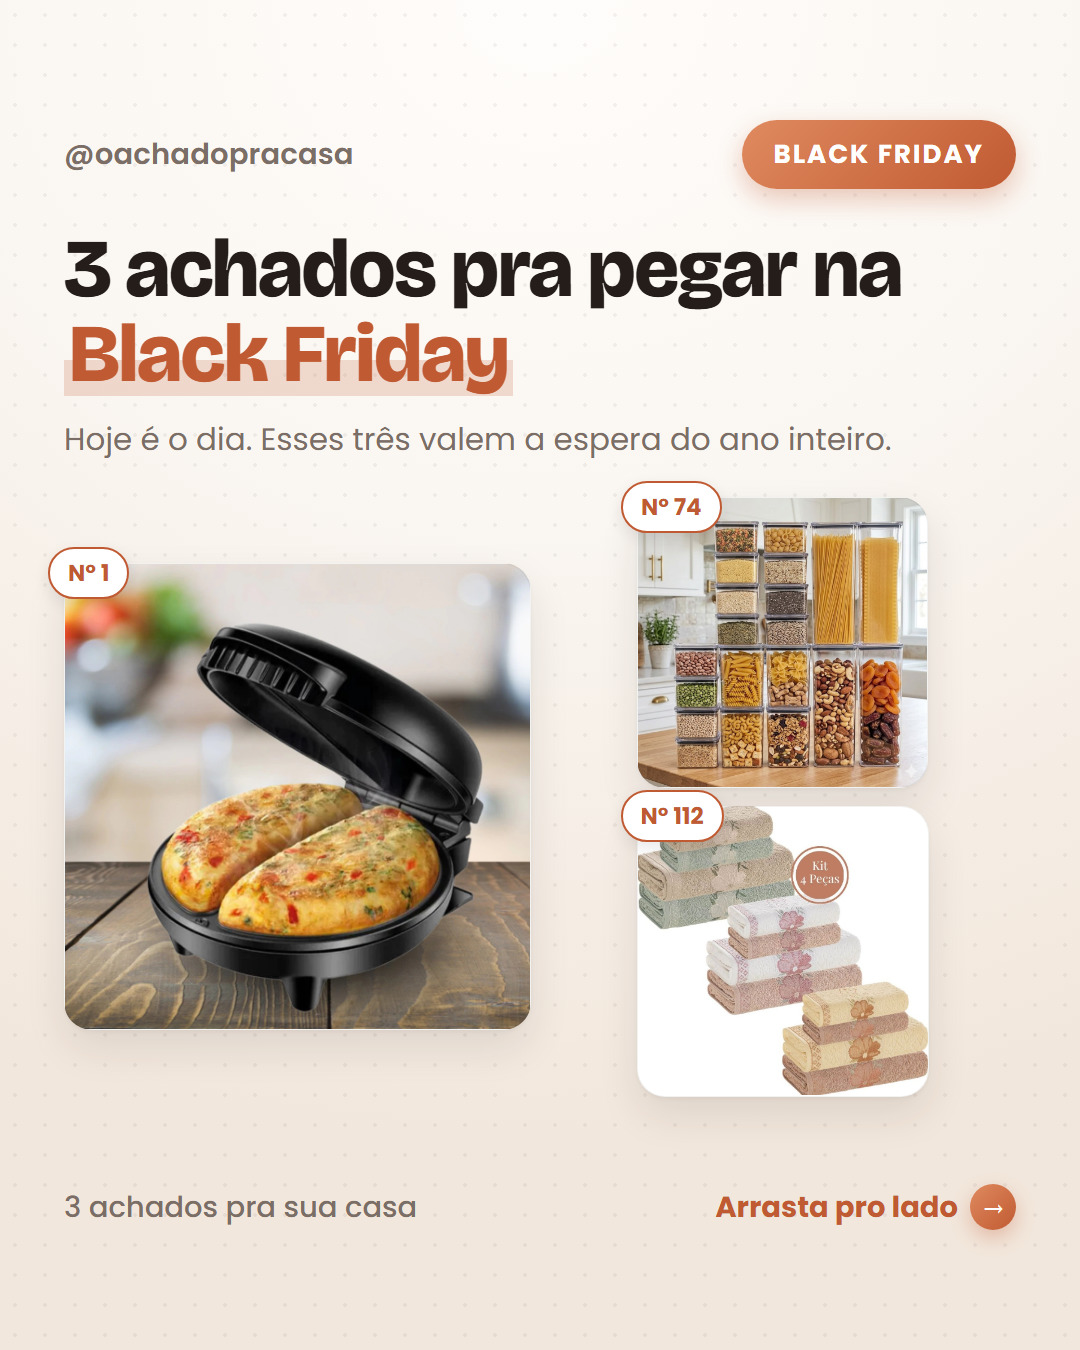 @oachadopracasa
BLACK FRIDAY
3 achados pra pegar na
Black Friday
Hoje é o dia. Esses três valem a espera do ano inteiro.
Nº 1
Nº 74
Nº 112
Kit
4 Peças
3 achados pra sua casa
Arrasta pro lado →